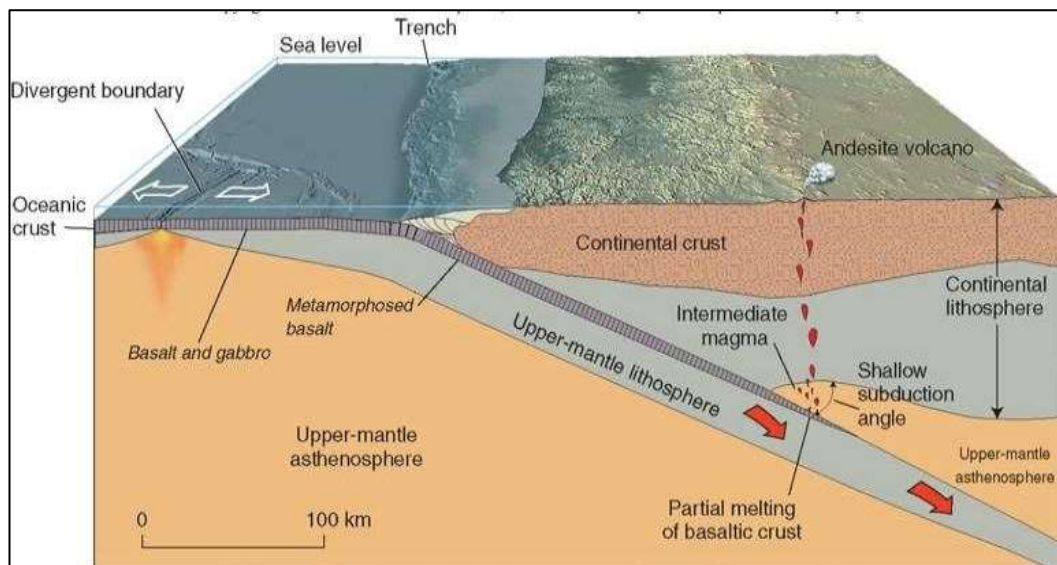 Trench
Sea level
Divergent boundary
Andesite volcano
Oceanic
crust
Continental crust
Continental
lithosphere
Metamorphosed
basalt
Intermediate
magma
Basalt and gabbro
Upper-mantle lithosphere
Shallow
subduction
angle
Upper-mantle
asthenosphere
Upper-mantle
asthenosphere
Partial melting
of basaltic crust
0
100 km